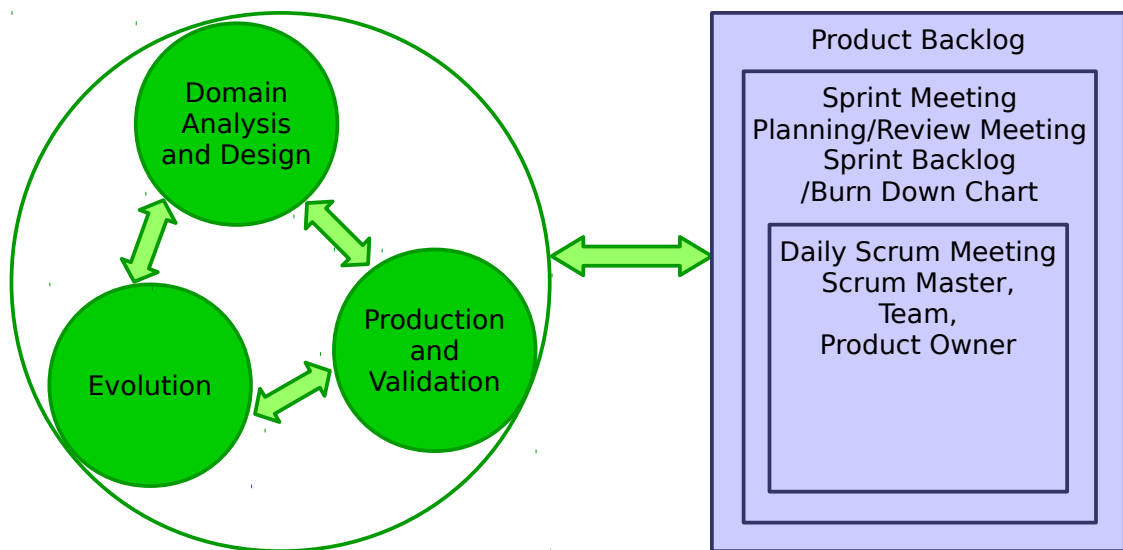 Domain
Analysis
and Design
Production
and
Validation
Evolution
Product Backlog
Sprint Meeting
Planning/Review Meeting
Sprint Backlog
/Burn Down Chart
Daily Scrum Meeting
Scrum Master,
Team,
Product Owner